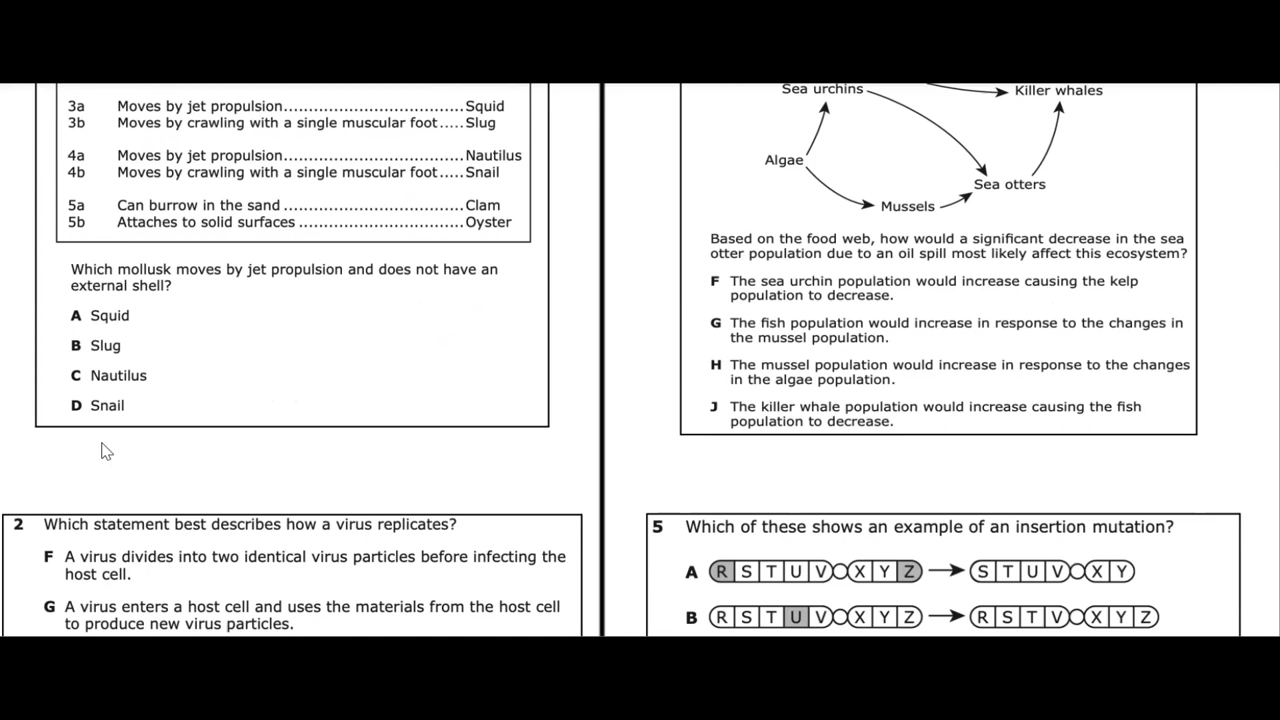 3a Moves by jet propulsion...................................Squid
3b Moves by crawling with a single muscular foot.....Slug
4a Moves by jet propulsion...................................Nautilus
4b Moves by crawling with a single muscular foot.....Snail
5a Can burrow in the sand ...................................Clam
5b Attaches to solid surfaces ................................Oyster
Which mollusk moves by jet propulsion and does not have an
external shell?
A Squid
B Slug
C Nautilus
D Snail
2 Which statement best describes how a virus replicates?
F A virus divides into two identical virus particles before infecting the
host cell.
G A virus enters a host cell and uses the materials from the host cell
to produce new virus particles.
Sea urchins
Killer whales
Algae
Sea otters
Mussels
Based on the food web, how would a significant decrease in the sea
otter population due to an oil spill most likely affect this ecosystem?
F The sea urchin population would increase causing the kelp
population to decrease.
G The fish population would increase in response to the changes in
the mussel population.
H The mussel population would increase in response to the changes
in the algae population.
J The killer whale population would increase causing the fish
population to decrease.
5 Which of these shows an example of an insertion mutation?
A R S T U V X Y Z S T U V X Y
B R S T U V X Y Z R S T V X Y Z